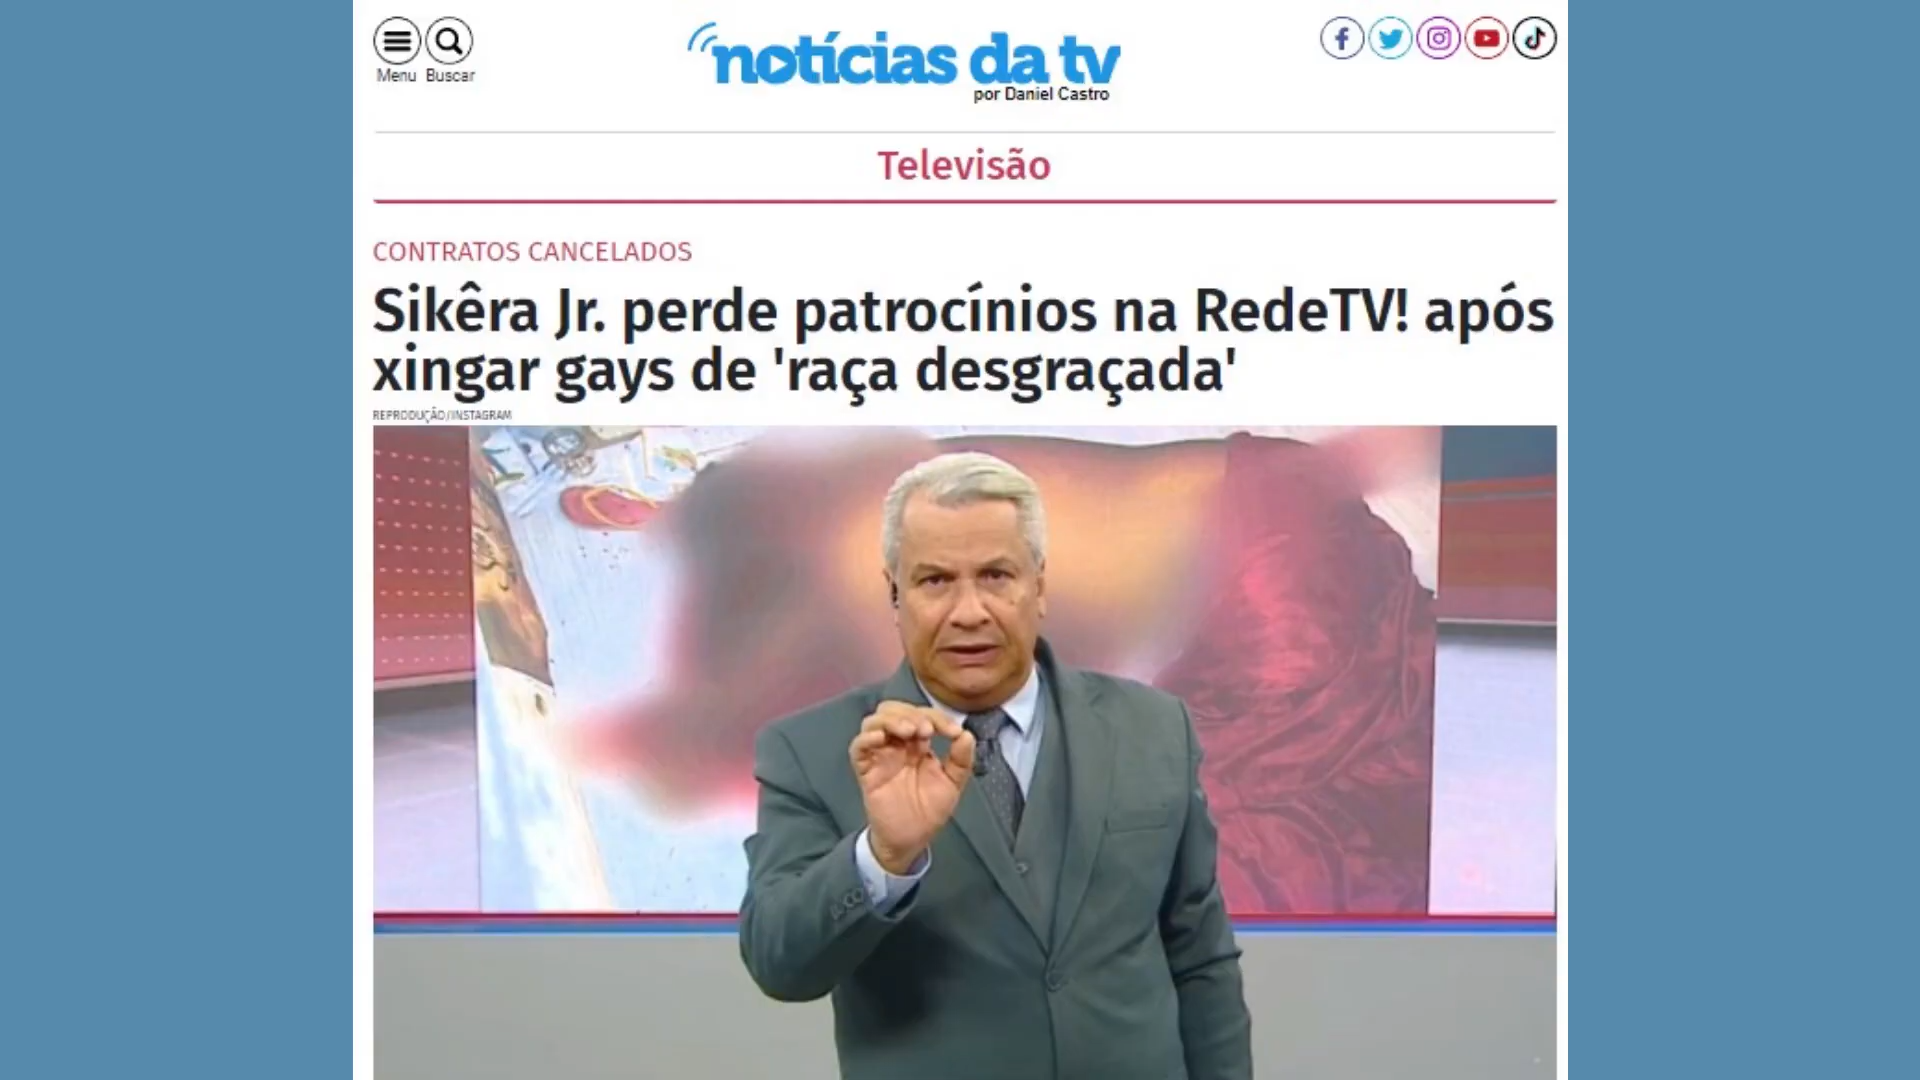 notícias da tv
por Daniel Castro
Menu Buscar
Televisão
CONTRATOS CANCELADOS
Sikêra Jr. perde patrocínios na RedeTV! após
xingar gays de 'raça desgraçada'
REPRODUÇÃO/INSTAGRAM